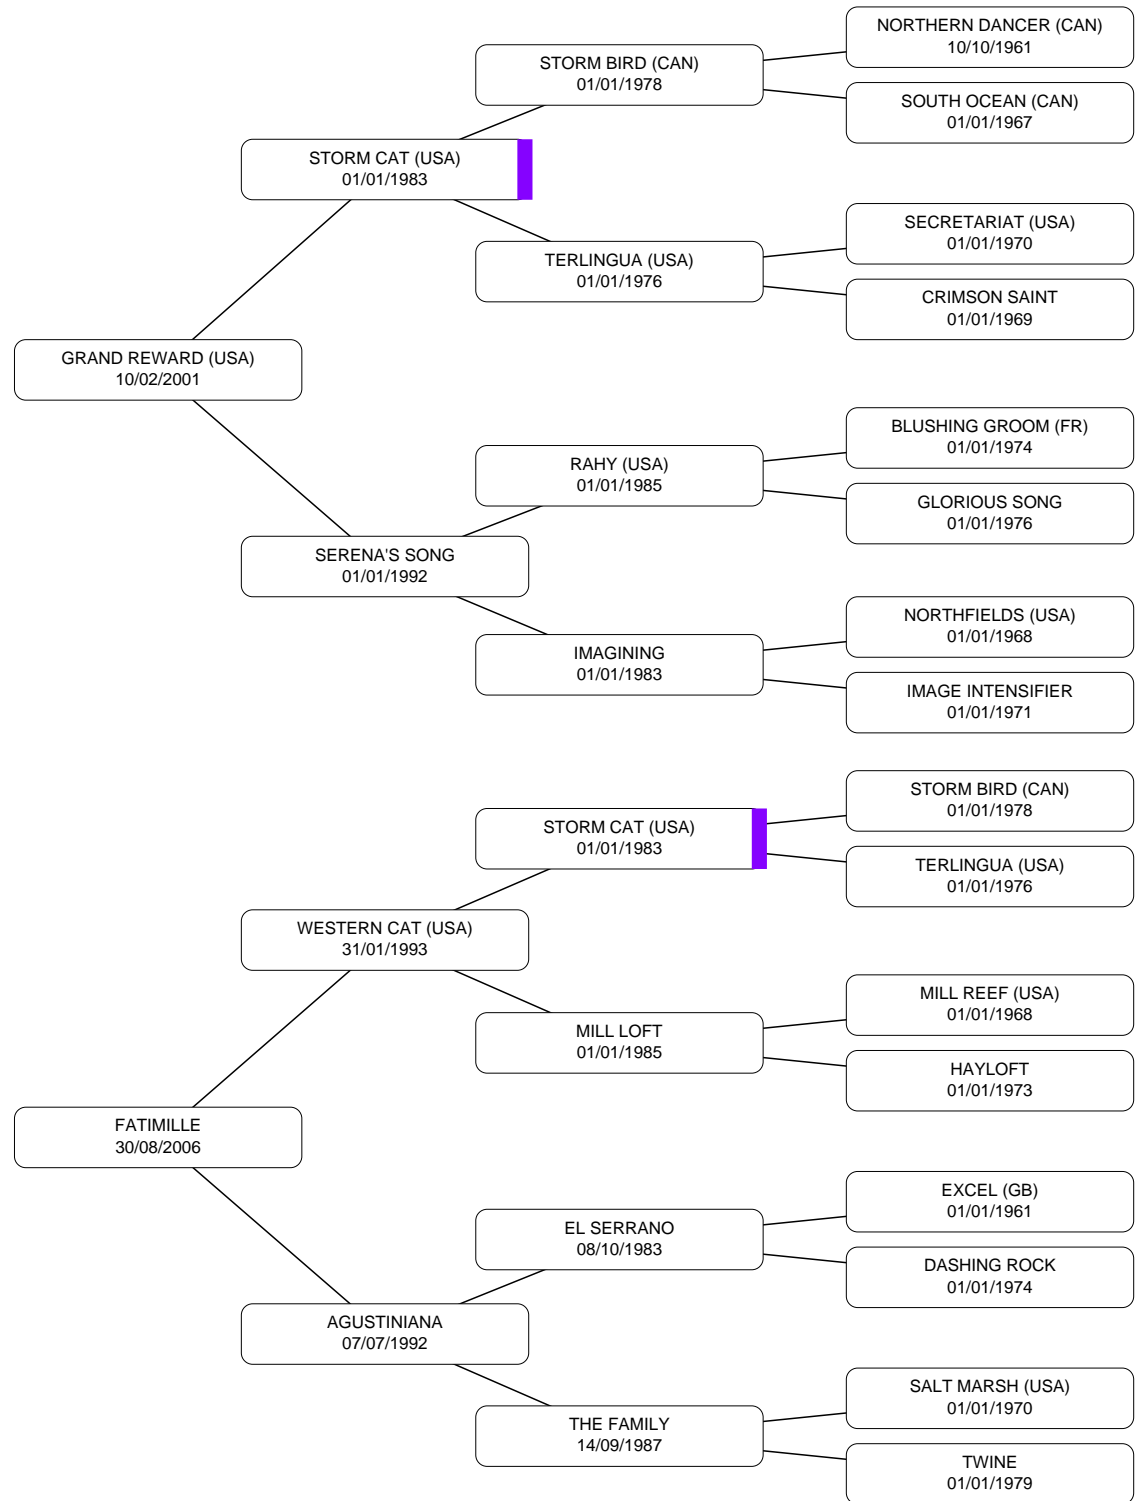 NORTHERN DANCER (CAN)
10/10/1961
STORM BIRD (CAN)
01/01/1978
SOUTH OCEAN (CAN)
01/01/1967
STORM CAT (USA)
01/01/1983
SECRETARIAT (USA)
01/01/1970
TERLINGUA (USA)
01/01/1976
CRIMSON SAINT
01/01/1969
GRAND REWARD (USA)
10/02/2001
BLUSHING GROOM (FR)
01/01/1974
RAHY (USA)
01/01/1985
GLORIOUS SONG
01/01/1976
SERENA'S SONG
01/01/1992
NORTHFIELDS (USA)
01/01/1968
IMAGINING
01/01/1983
IMAGE INTENSIFIER
01/01/1971
STORM BIRD (CAN)
01/01/1978
STORM CAT (USA)
01/01/1983
TERLINGUA (USA)
01/01/1976
WESTERN CAT (USA)
31/01/1993
MILL REEF (USA)
01/01/1968
MILL LOFT
01/01/1985
HAYLOFT
01/01/1973
FATIMILLE
30/08/2006
EXCEL (GB)
01/01/1961
EL SERRANO
08/10/1983
DASHING ROCK
01/01/1974
AGUSTINIANA
07/07/1992
SALT MARSH (USA)
01/01/1970
THE FAMILY
14/09/1987
TWINE
01/01/1979